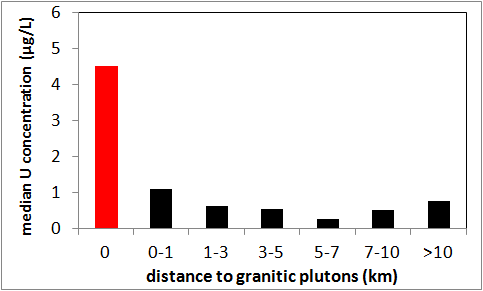 median U concentration (µg/L)
6
5
4
3
2
1
0
0 0-1 1-3 3-5 5-7 7-10 >10
distance to granitic plutons (km)